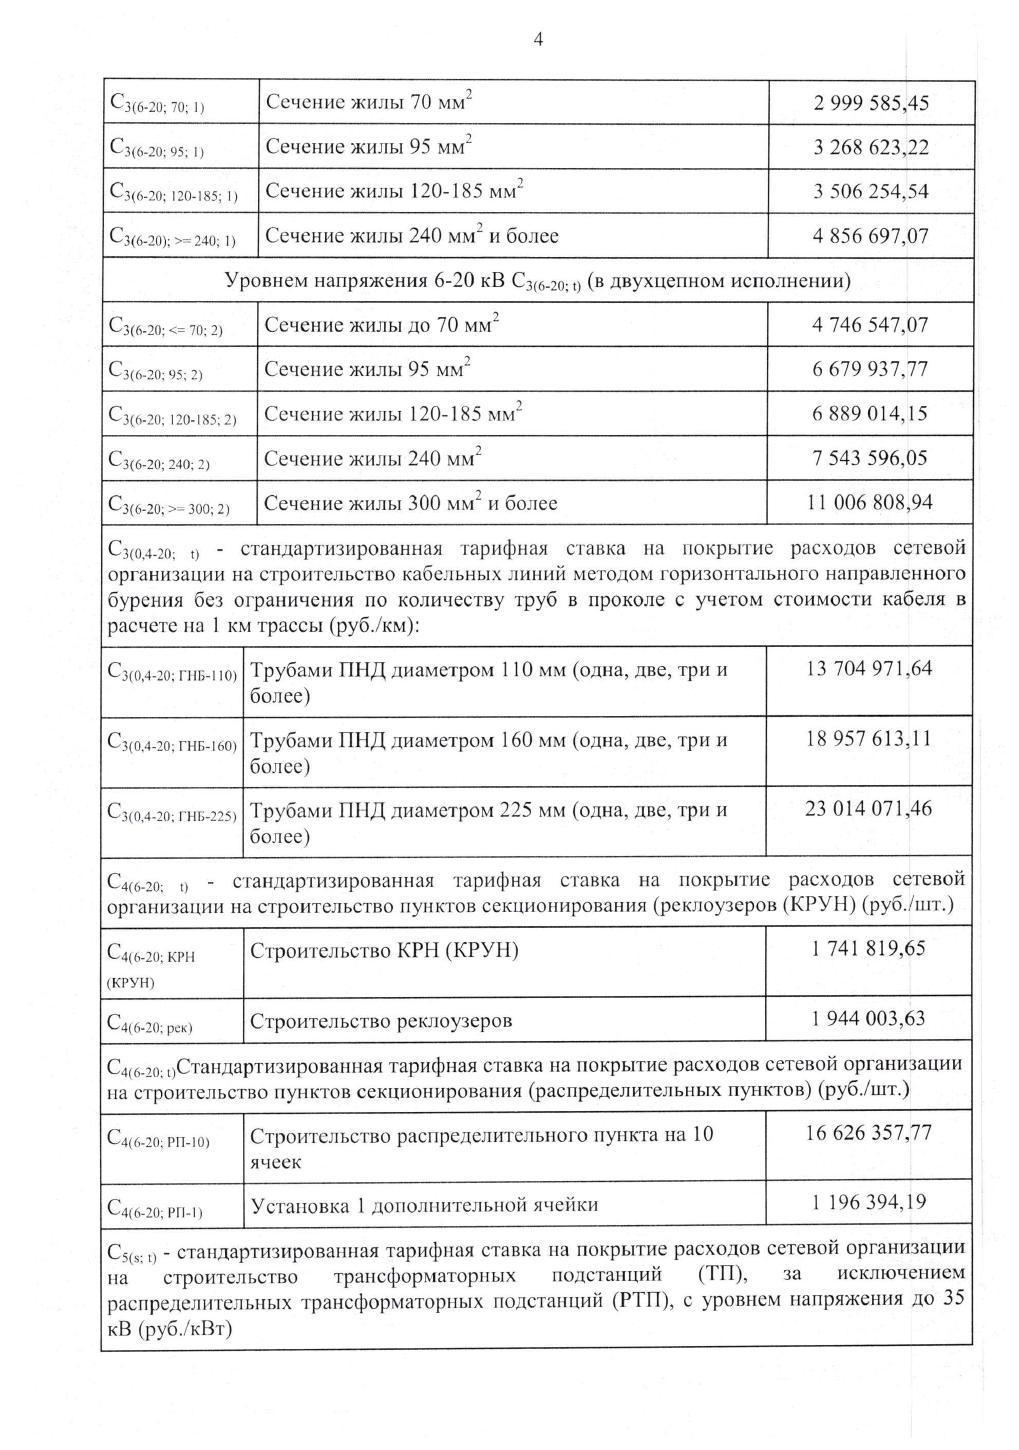 4
С3(6-20; 70; 1) Сечение жилы 70 мм² 2 999 585,45
С3(6-20; 95; 1) Сечение жилы 95 мм² 3 268 623,22
С3(6-20; 120-185; 1) Сечение жилы 120-185 мм² 3 506 254,54
С3(6-20); >= 240; 1) Сечение жилы 240 мм² и более 4 856 697,07
Уровнем напряжения 6-20 кВ С3(6-20; t) (в двухцепном исполнении)
С3(6-20; <= 70; 2) Сечение жилы до 70 мм² 4 746 547,07
С3(6-20; 95; 2) Сечение жилы 95 мм² 6 679 937,77
С3(6-20; 120-185; 2) Сечение жилы 120-185 мм² 6 889 014,15
С3(6-20; 240; 2) Сечение жилы 240 мм² 7 543 596,05
С3(6-20; >= 300; 2) Сечение жилы 300 мм² и более 11 006 808,94
С3(0,4-20; t) - стандартизированная тарифная ставка на покрытие расходов сетевой
организации на строительство кабельных линий методом горизонтального направленного
бурения без ограничения по количеству труб в проколе с учетом стоимости кабеля в
расчете на 1 км трассы (руб./км):
С3(0,4-20; ГНБ-110) Трубами ПНД диаметром 110 мм (одна, две, три и 13 704 971,64
более)
С3(0,4-20; ГНБ-160) Трубами ПНД диаметром 160 мм (одна, две, три и 18 957 613,11
более)
С3(0,4-20; ГНБ-225) Трубами ПНД диаметром 225 мм (одна, две, три и 23 014 071,46
более)
С4(6-20; t) - стандартизированная тарифная ставка на покрытие расходов сетевой
организации на строительство пунктов секционирования (реклоузеров (КРУН) (руб./шт.)
С4(6-20; КРН Строительство КРН (КРУН) 1 741 819,65
(КРУН)
С4(6-20; рек) Строительство реклоузеров 1 944 003,63
С4(6-20; t)Стандартизированная тарифная ставка на покрытие расходов сетевой организации
на строительство пунктов секционирования (распределительных пунктов) (руб./шт.)
С4(6-20; РП-10) Строительство распределительного пункта на 10 16 626 357,77
ячеек
С4(6-20; РП-1) Установка 1 дополнительной ячейки 1 196 394,19
С5(s; t) - стандартизированная тарифная ставка на покрытие расходов сетевой организации
на строительство трансформаторных подстанций (ТП), за исключением
распределительных трансформаторных подстанций (РТП), с уровнем напряжения до 35
кВ (руб./кВт)